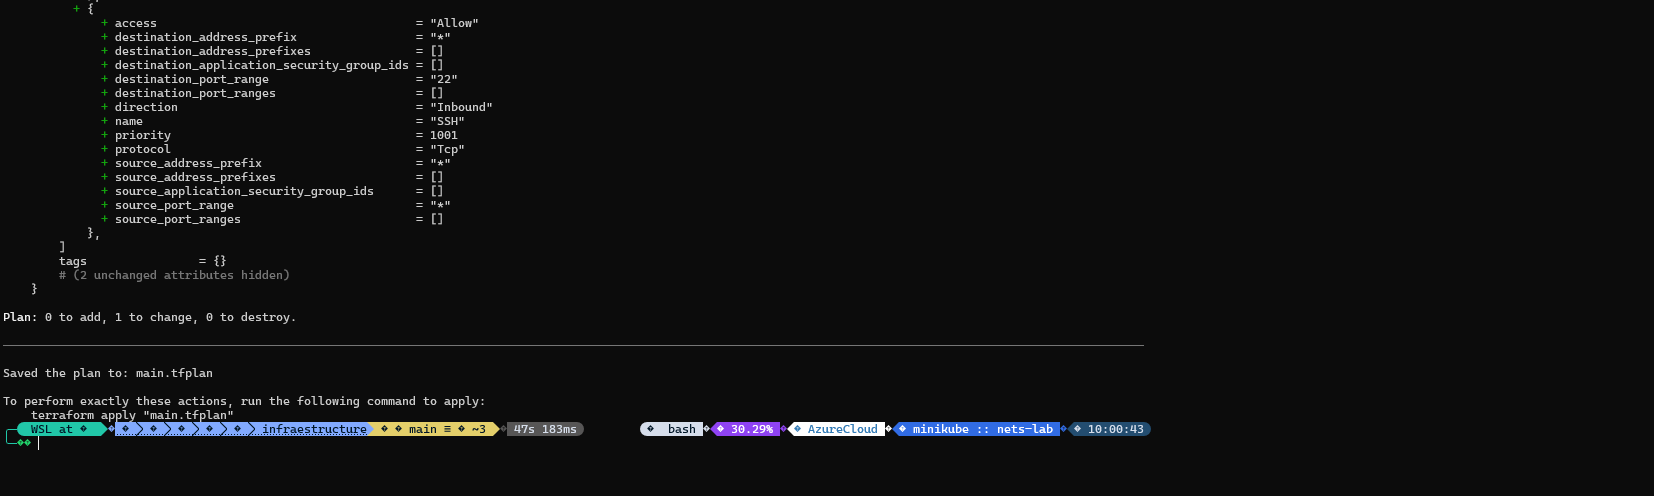 + {
+ access = "Allow"
+ destination_address_prefix = "*"
+ destination_address_prefixes = []
+ destination_application_security_group_ids = []
+ destination_port_range = "22"
+ destination_port_ranges = []
+ direction = "Inbound"
+ name = "SSH"
+ priority = 1001
+ protocol = "Tcp"
+ source_address_prefix = "*"
+ source_address_prefixes = []
+ source_application_security_group_ids = []
+ source_port_range = "*"
+ source_port_ranges = []
},
]
tags = {}
# (2 unchanged attributes hidden)
}
Plan: 0 to add, 1 to change, 0 to destroy.
Saved the plan to: main.tfplan
To perform exactly these actions, run the following command to apply:
terraform apply "main.tfplan"
WSL at � � � � � � infraestructure � � main ≡ � ~3 47s 183ms � bash � 30.29% � AzureCloud � minikube :: nets-lab � 10:00:43
��